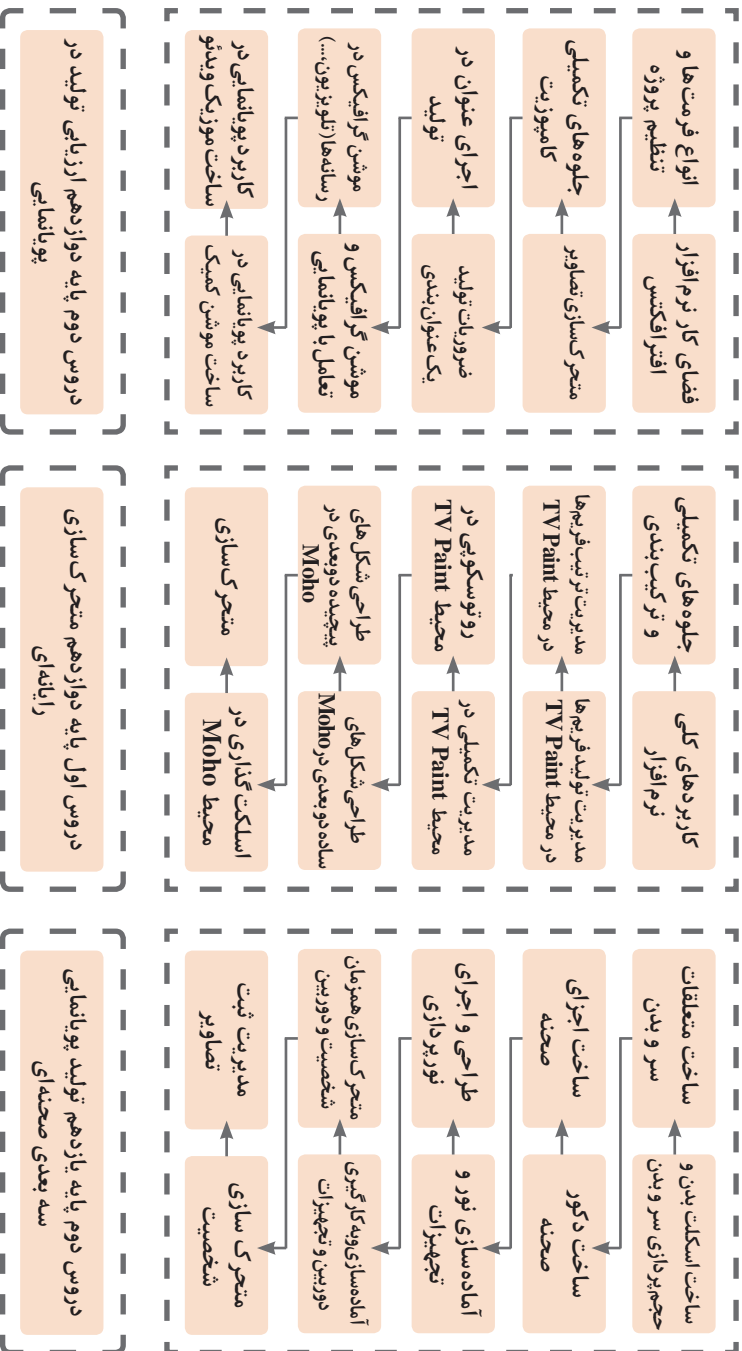 ساخت اسکلت بدن و
حجم‌پردازی سر و بدن
ساخت متعلقات
سر و بدن
ساخت دکور
صحنه
ساخت اجزای
صحنه
آماده‌سازی نور و
تجهیزات
طراحی و اجرای
نورپردازی
آماده‌سازی و به کارگیری
دوربین و تجهیزات
متحرک‌سازی همزمان
شخصیت و دوربین
متحرک سازی
شخصیت
مدیریت ثبت
تصاویر
دروس دوم پایه یازدهم تولید پویانمایی
سه بعدی صحنه‌ای
کاربردهای کلی
نرم‌افزار
جلوه‌های تکمیلی
و ترکیب‌بندی
مدیریت تولید فریم‌ها
در محیط TV Paint
مدیریت ترتیب فریم‌ها
در محیط TV Paint
مدیریت تکمیلی در
محیط TV Paint
روتوسکوپی در
محیط TV Paint
طراحی شکل‌های
ساده دوبعدی در Moho
طراحی شکل‌های
پیچیده دوبعدی در
Moho
اسلکت گذاری در
محیط Moho
متحرک‌سازی
دروس اول پایه دوازدهم متحرک‌سازی
رایانه‌ای
فضای کار نرم‌افزار
افترافکتس
انواع فرمت‌ها و
تنظیم پروژه
متحرک‌سازی تصاویر
جلوه‌های تکمیلی
کامپوزیت
ضروریات تولید
یک عنوان‌بندی
اجرای عنوان در
تولید
موشن گرافیکس و
تعامل با پویانمایی
موشن گرافیکس در
رسانه‌ها (تلویزیون،...)
کاربرد پویانمایی در
ساخت موشن کمیک
کاربرد پویانمایی در
ساخت موزیک ویدئو
دروس دوم پایه دوازدهم ارزیابی تولید در
پویانمایی